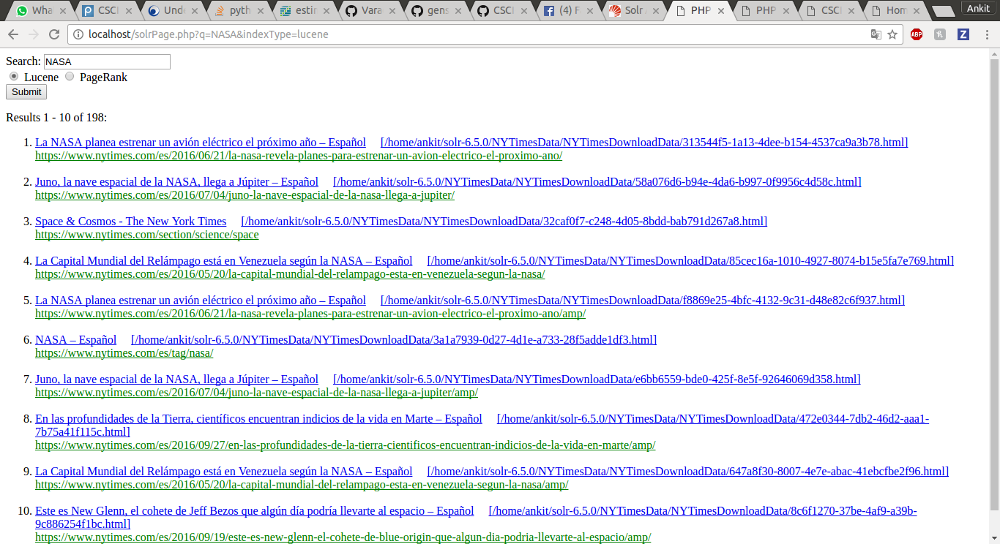 Wha
CSCI
Und
pyth
estir
Vara
gens
CSCI
(4) F
Solr
PHP
PHP
CSCI
Hom
Ankit
localhost/solrPage.php?q=NASA&indexType=lucene
ABP
Z
Search: NASA
Lucene PageRank
Submit
Results 1 - 10 of 198:
1. La NASA planea estrenar un avión eléctrico el próximo año – Español [/home/ankit/solr-6.5.0/NYTimesData/NYTimesDownloadData/313544f5-1a13-4dee-b154-4537ca9a3b78.html]
https://www.nytimes.com/es/2016/06/21/la-nasa-revela-planes-para-estrenar-un-avion-electrico-el-proximo-ano/
2. Juno, la nave espacial de la NASA, llega a Júpiter – Español [/home/ankit/solr-6.5.0/NYTimesData/NYTimesDownloadData/58a076d6-b94e-4da6-b997-0f9956c4d58c.html]
https://www.nytimes.com/es/2016/07/04/juno-la-nave-espacial-de-la-nasa-llega-a-jupiter/
3. Space & Cosmos - The New York Times [/home/ankit/solr-6.5.0/NYTimesData/NYTimesDownloadData/32caf0f7-c248-4d05-8bdd-bab791d267a8.html]
https://www.nytimes.com/section/science/space
4. La Capital Mundial del Relámpago está en Venezuela según la NASA – Español [/home/ankit/solr-6.5.0/NYTimesData/NYTimesDownloadData/85cec16a-1010-4927-8074-b15e5fa7e769.html]
https://www.nytimes.com/es/2016/05/20/la-capital-mundial-del-relampago-esta-en-venezuela-segun-la-nasa/
5. La NASA planea estrenar un avión eléctrico el próximo año – Español [/home/ankit/solr-6.5.0/NYTimesData/NYTimesDownloadData/f8869e25-4bfc-4132-9c31-d48e82c6f937.html]
https://www.nytimes.com/es/2016/06/21/la-nasa-revela-planes-para-estrenar-un-avion-electrico-el-proximo-ano/amp/
6. NASA – Español [/home/ankit/solr-6.5.0/NYTimesData/NYTimesDownloadData/3a1a7939-0d27-4d1e-a733-28f5adde1df3.html]
https://www.nytimes.com/es/tag/nasa/
7. Juno, la nave espacial de la NASA, llega a Júpiter – Español [/home/ankit/solr-6.5.0/NYTimesData/NYTimesDownloadData/e6bb6559-bde0-425f-8e5f-92646069d358.html]
https://www.nytimes.com/es/2016/07/04/juno-la-nave-espacial-de-la-nasa-llega-a-jupiter/amp/
8. En las profundidades de la Tierra, científicos encuentran indicios de la vida en Marte – Español [/home/ankit/solr-6.5.0/NYTimesData/NYTimesDownloadData/472e0344-7db2-46d2-aaa1-
7b75a41f115c.html]
https://www.nytimes.com/es/2016/09/27/en-las-profundidades-de-la-tierra-cientificos-encuentran-indicios-de-la-vida-en-marte/amp/
9. La Capital Mundial del Relámpago está en Venezuela según la NASA – Español [/home/ankit/solr-6.5.0/NYTimesData/NYTimesDownloadData/647a8f30-8007-4e7e-abac-41ebcfbe2f96.html]
https://www.nytimes.com/es/2016/05/20/la-capital-mundial-del-relampago-esta-en-venezuela-segun-la-nasa/amp/
10. Este es New Glenn, el cohete de Jeff Bezos que algún día podría llevarte al espacio – Español [/home/ankit/solr-6.5.0/NYTimesData/NYTimesDownloadData/8c6f1270-37be-4af9-a39b-
9c886254f1bc.html]
https://www.nytimes.com/es/2016/09/19/este-es-new-glenn-el-cohete-de-blue-origin-que-algun-dia-podria-llevarte-al-espacio/amp/